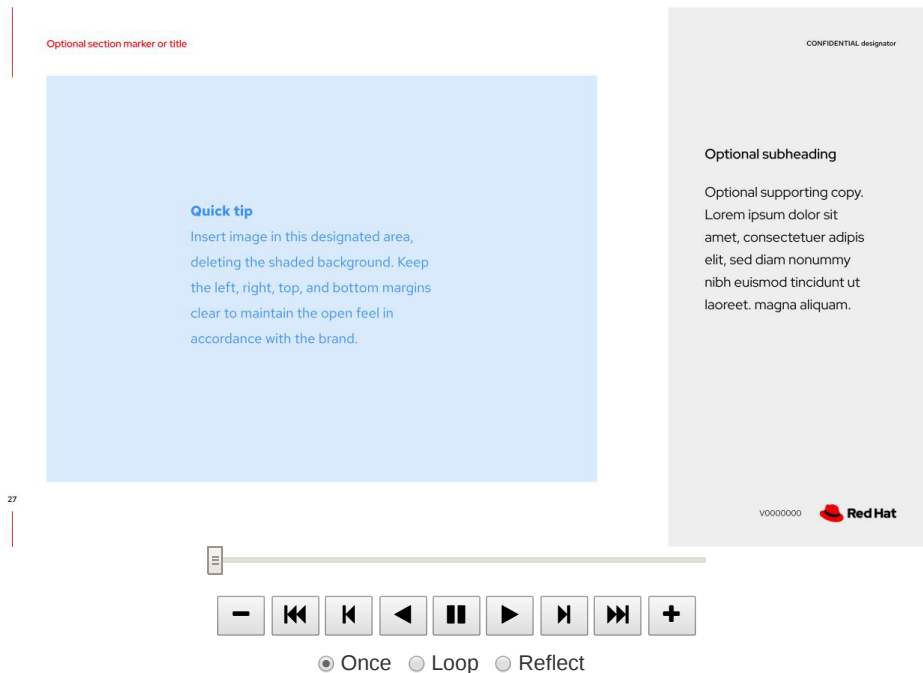 Optional section marker or title
CONFIDENTIAL designator
Quick tip
Insert image in this designated area,
deleting the shaded background. Keep
the left, right, top, and bottom margins
clear to maintain the open feel in
accordance with the brand.
Optional subheading
Optional supporting copy.
Lorem ipsum dolor sit
amet, consectetuer adipis
elit, sed diam nonummy
nibh euismod tincidunt ut
laoreet. magna aliquam.
27
V0000000
Red Hat
Once Loop Reflect